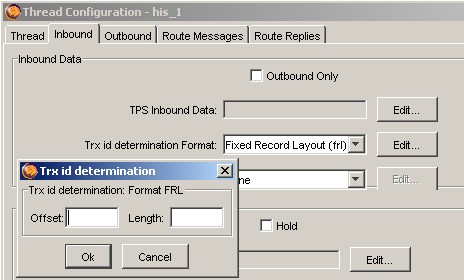 Thread Configuration - his_1
Thread Inbound Outbound Route Messages Route Replies
Inbound Data
Outbound Only
TPS Inbound Data: Edit...
Trx id determination Format: Fixed Record Layout (frl) Edit...
Trx id determination
ne Edit...
Trx id determination: Format FRL
Offset: Length:
Hold
Ok Cancel
Edit...